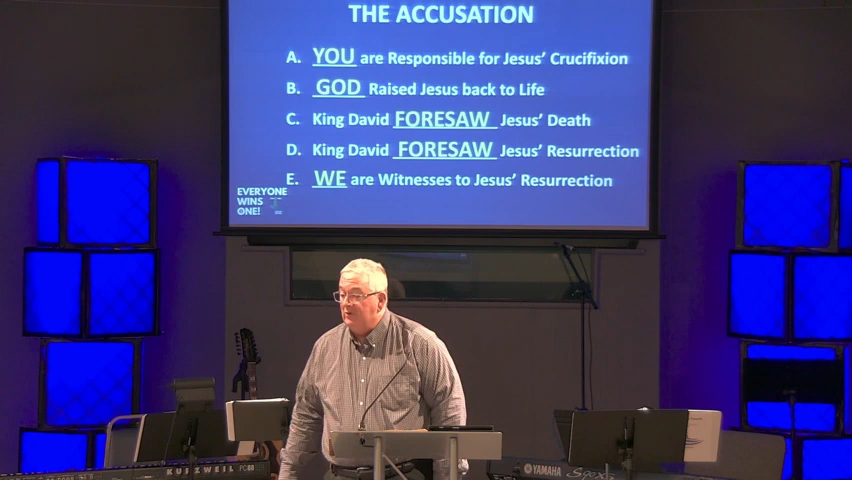 THE ACCUSATION
A. YOU are Responsible for Jesus' Crucifixion
B. GOD Raised Jesus back to Life
C. King David FORESAW Jesus' Death
D. King David FORESAW Jesus' Resurrection
E. WE are Witnesses to Jesus' Resurrection
EVERYONE
WINS
ONE!
KURZWEIL PC88
YAMAHA